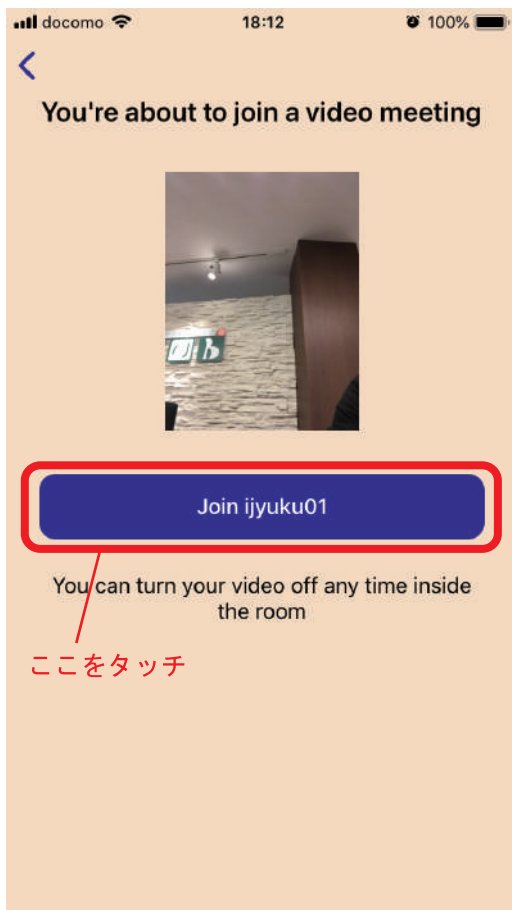 docomo 18:12 100%
You're about to join a video meeting
Join ijyuku01
You can turn your video off any time inside
the room
ここをタッチ